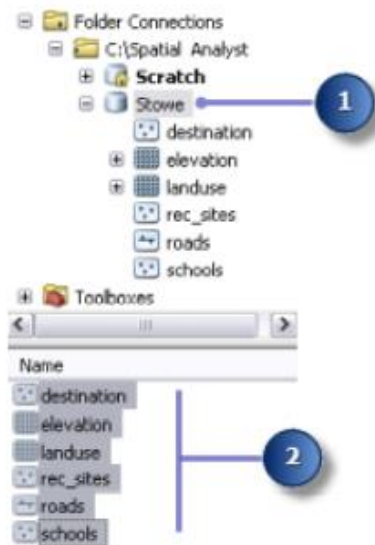 Folder Connections
C:\Spatial Analyst
Scratch
Stowe
1
destination
elevation
landuse
rec_sites
roads
schools
Toolboxes
Name
destination
elevation
landuse
rec_sites
roads
schools
2